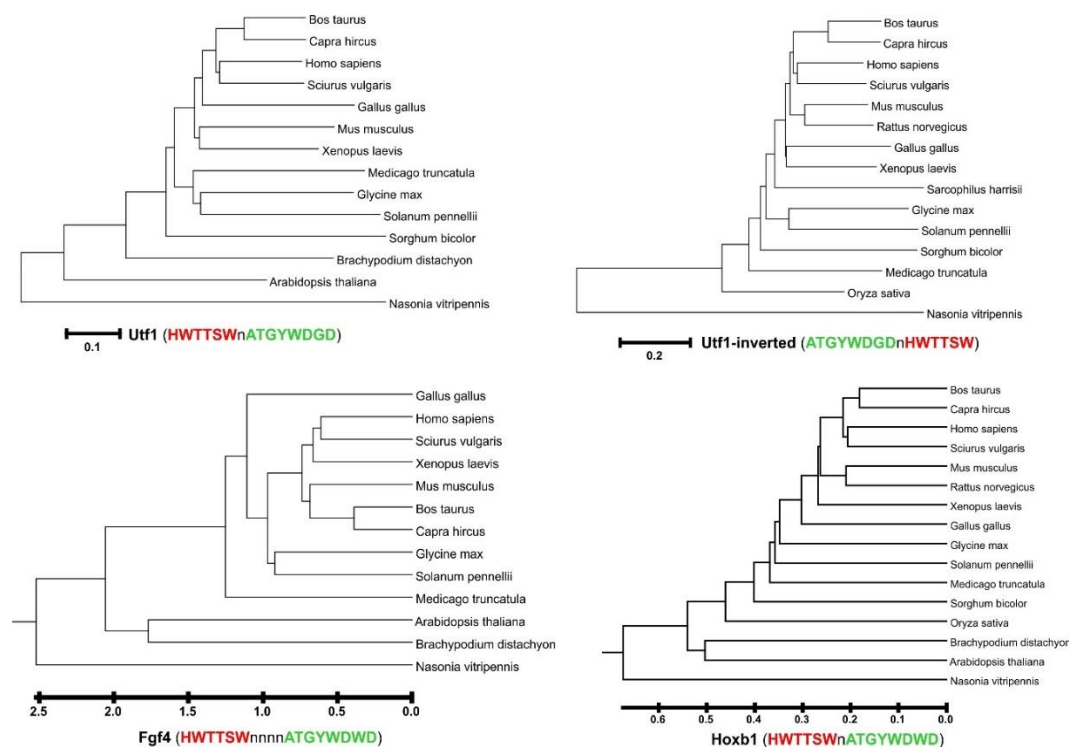 Bos taurus
Capra hircus
Homo sapiens
Sciurus vulgaris
Gallus gallus
Mus musculus
Xenopus laevis
Medicago truncatula
Glycine max
Solanum pennellii
Sorghum bicolor
Brachypodium distachyon
Arabidopsis thaliana
Nasonia vitripennis
0.1
Utf1 (HWTTSWnATGYWDGD)
Bos taurus
Capra hircus
Homo sapiens
Sciurus vulgaris
Mus musculus
Rattus norvegicus
Gallus gallus
Xenopus laevis
Sarcophilus harrisii
Glycine max
Solanum pennellii
Sorghum bicolor
Medicago truncatula
Oryza sativa
Nasonia vitripennis
0.2
Utf1-inverted (ATGYWDGDnHWTTSW)
Gallus gallus
Homo sapiens
Sciurus vulgaris
Xenopus laevis
Mus musculus
Bos taurus
Capra hircus
Glycine max
Solanum pennellii
Medicago truncatula
Arabidopsis thaliana
Brachypodium distachyon
Nasonia vitripennis
2.5 2.0 1.5 1.0 0.5 0.0
Fgf4 (HWTTSWnnnnATGYWDWD)
Bos taurus
Capra hircus
Homo sapiens
Sciurus vulgaris
Mus musculus
Rattus norvegicus
Xenopus laevis
Gallus gallus
Glycine max
Solanum pennellii
Medicago truncatula
Sorghum bicolor
Oryza sativa
Brachypodium distachyon
Arabidopsis thaliana
Nasonia vitripennis
0.6 0.5 0.4 0.3 0.2 0.1 0.0
Hoxb1 (HWTTSWnATGYWDWD)